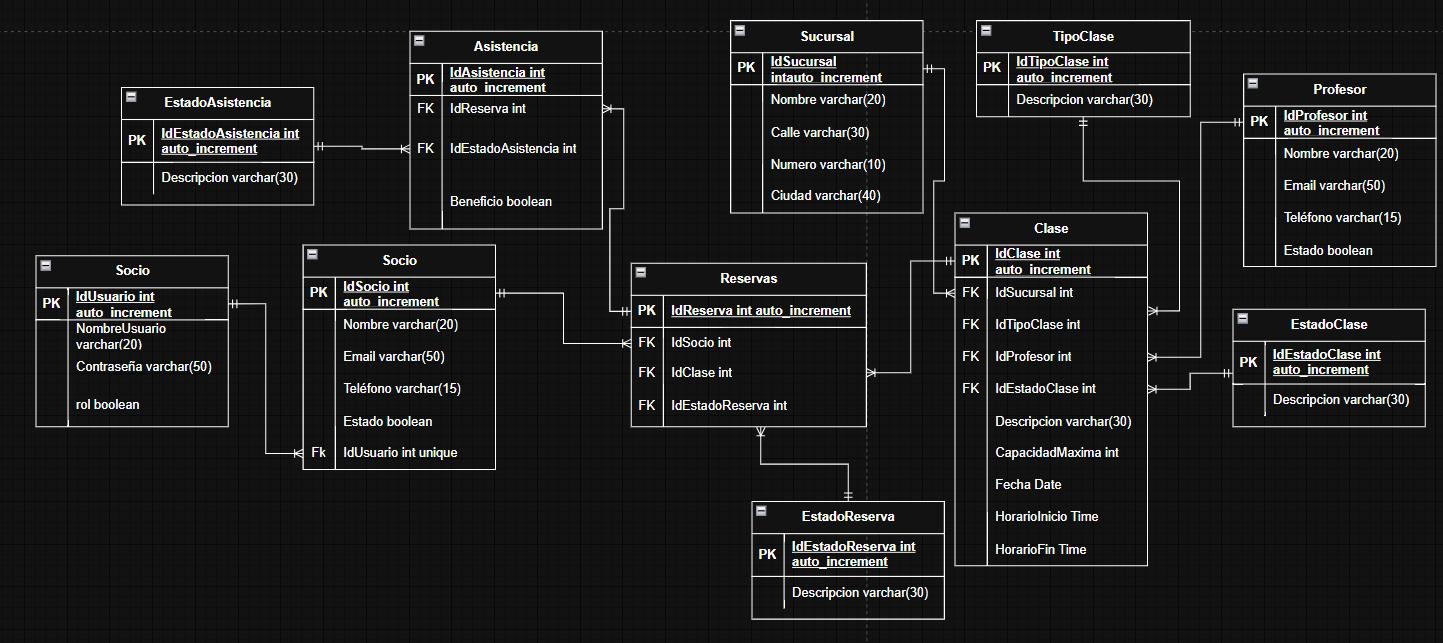 EstadoAsistencia
PK
IdEstadoAsistencia int
auto_increment
Descripcion varchar(30)
Asistencia
PK
IdAsistencia int
auto_increment
FK
IdReserva int
FK
IdEstadoAsistencia int
Beneficio boolean
Sucursal
PK
IdSucursal
intauto_increment
Nombre varchar(20)
Calle varchar(30)
Numero varchar(10)
Ciudad varchar(40)
TipoClase
PK
IdTipoClase int
auto_increment
Descripcion varchar(30)
Profesor
PK
IdProfesor int
auto_increment
Nombre varchar(20)
Email varchar(50)
Teléfono varchar(15)
Estado boolean
Socio
PK
IdUsuario int
auto_increment
NombreUsuario
varchar(20)
Contraseña varchar(50)
rol boolean
Socio
PK
IdSocio int
auto_increment
Nombre varchar(20)
Email varchar(50)
Teléfono varchar(15)
Estado boolean
Fk
IdUsuario int unique
Reservas
PK
IdReserva int auto_increment
FK
IdSocio int
FK
IdClase int
FK
IdEstadoReserva int
Clase
PK
IdClase int
auto_increment
FK
IdSucursal int
FK
IdTipoClase int
FK
IdProfesor int
FK
IdEstadoClase int
Descripcion varchar(30)
CapacidadMaxima int
Fecha Date
HorarioInicio Time
HorarioFin Time
EstadoClase
PK
IdEstadoClase int
auto_increment
Descripcion varchar(30)
EstadoReserva
PK
IdEstadoReserva int
auto_increment
Descripcion varchar(30)